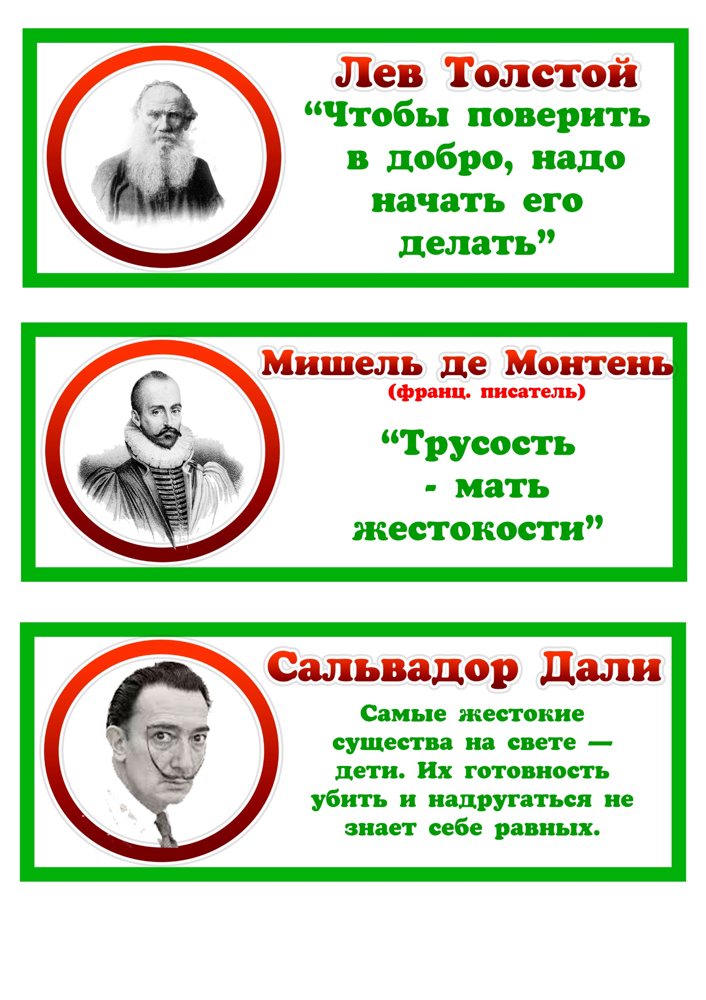 Лев Толстой
“Чтобы поверить
в добро, надо
начать его
делать”
Мишель де Монтень
(франц. писатель)
“Трусость
- мать
жестокости”
Сальвадор Дали
Самые жестокие
существа на свете —
дети. Их готовность
убить и надругаться не
знает себе равных.